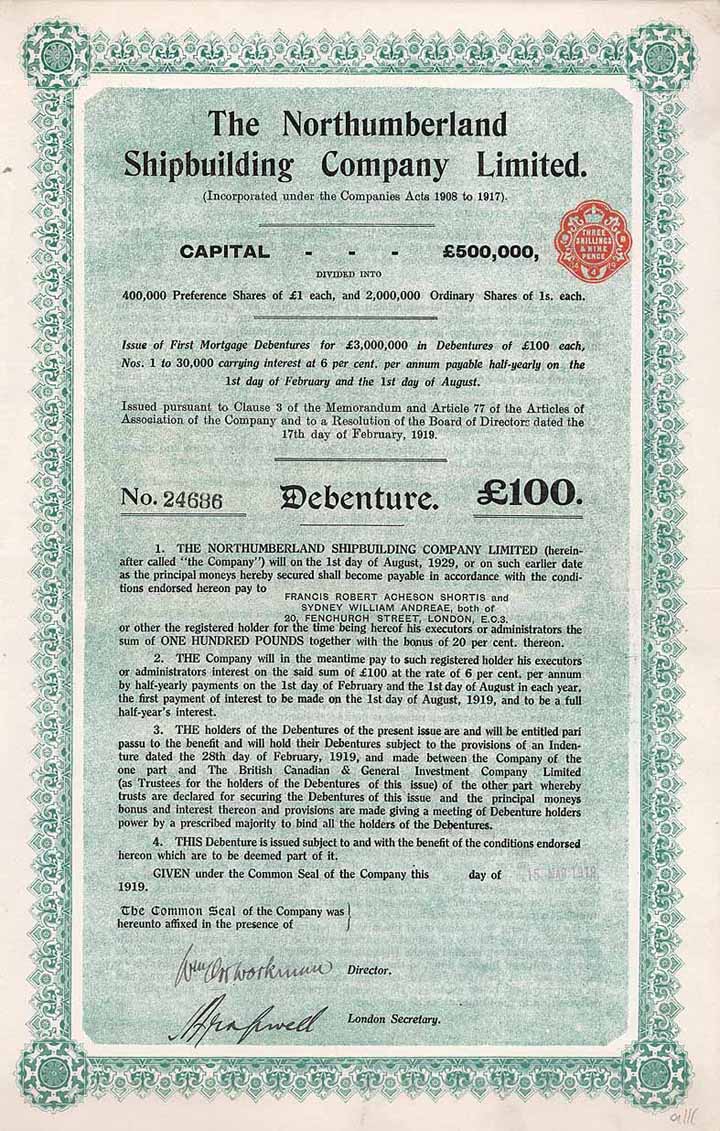 The Northumberland
Shipbuilding Company Limited.
(Incorporated under the Companies Acts 1908 to 1917).
CAPITAL - - - £500,000,
THREE
SHILLINGS
& NINE
PENCE
DIVIDED INTO
400,000 Preference Shares of £1 each, and 2,000,000 Ordinary Shares of 1s. each.
Issue of First Mortgage Debentures for £3,000,000 in Debentures of £100 each,
Nos. 1 to 30,000 carrying interest at 6 per cent. per annum payable half-yearly on the
1st day of February and the 1st day of August.
Issued pursuant to Clause 3 of the Memorandum and Article 77 of the Articles of
Association of the Company and to a Resolution of the Board of Directors dated the
17th day of February, 1919.
No. 24686 Debenture. £100.
1. THE NORTHUMBERLAND SHIPBUILDING COMPANY LIMITED (herein-
after called "the Company") will on the 1st day of August, 1929, or on such earlier date
as the principal moneys hereby secured shall become payable in accordance with the condi-
tions endorsed hereon pay to
FRANCIS ROBERT ACHESON SHORTIS and
SYDNEY WILLIAM ANDREAE, both of
20, FENCHURCH STREET, LONDON, E.C.3.
or other the registered holder for the time being hereof his executors or administrators the
sum of ONE HUNDRED POUNDS together with the bonus of 20 per cent. thereon.
2. THE Company will in the meantime pay to such registered holder his executors
or administrators interest on the said sum of £100 at the rate of 6 per cent. per annum
by half-yearly payments on the 1st day of February and the 1st day of August in each year,
the first payment of interest to be made on the 1st day of August, 1919, and to be a full
half-year's interest.
3. THE holders of the Debentures of the present issue are and will be entitled pari
passu to the benefit and will hold their Debentures subject to the provisions of an Inden-
ture dated the 28th day of February, 1919, and made between the Company of the
one part and The British Canadian & General Investment Company Limited
(as Trustees for the holders of the Debentures of this issue) of the other part whereby
trusts are declared for securing the Debentures of this issue and the principal moneys
bonus and interest thereon and provisions are made giving a meeting of Debenture holders
power by a prescribed majority to bind all the holders of the Debentures.
4. THIS Debenture is issued subject to and with the benefit of the conditions endorsed
hereon which are to be deemed part of it.
GIVEN under the Common Seal of the Company this day of 15 MAR 1919
1919.
The Common Seal of the Company was
hereunto affixed in the presence of
Wm Orr Workman Director.
London Secretary.